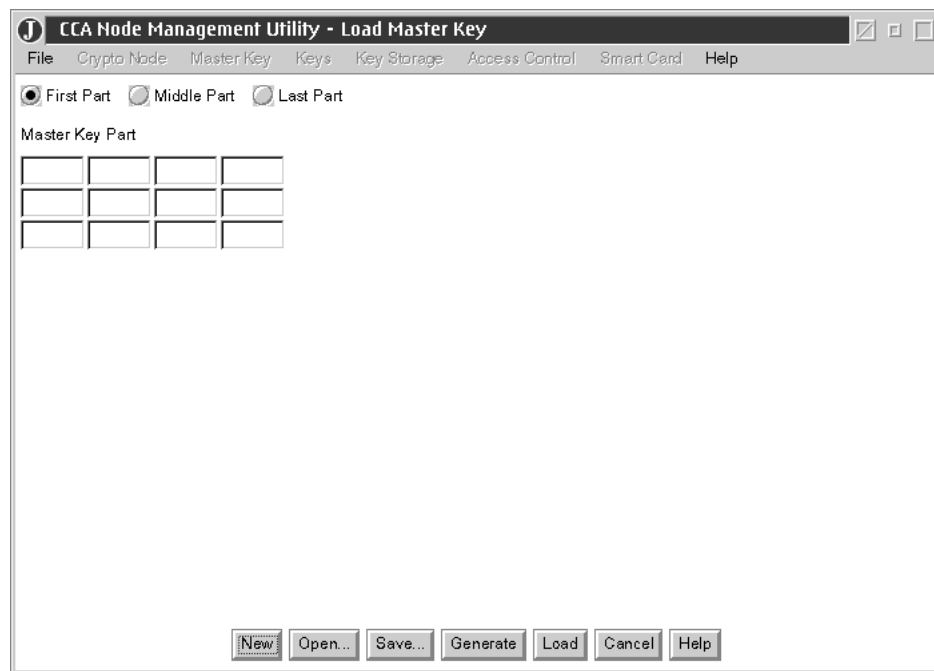 J CCA Node Management Utility - Load Master Key
File Crypto Node Master Key Keys Key Storage Access Control Smart Card Help
First Part Middle Part Last Part
Master Key Part
New Open... Save... Generate Load Cancel Help